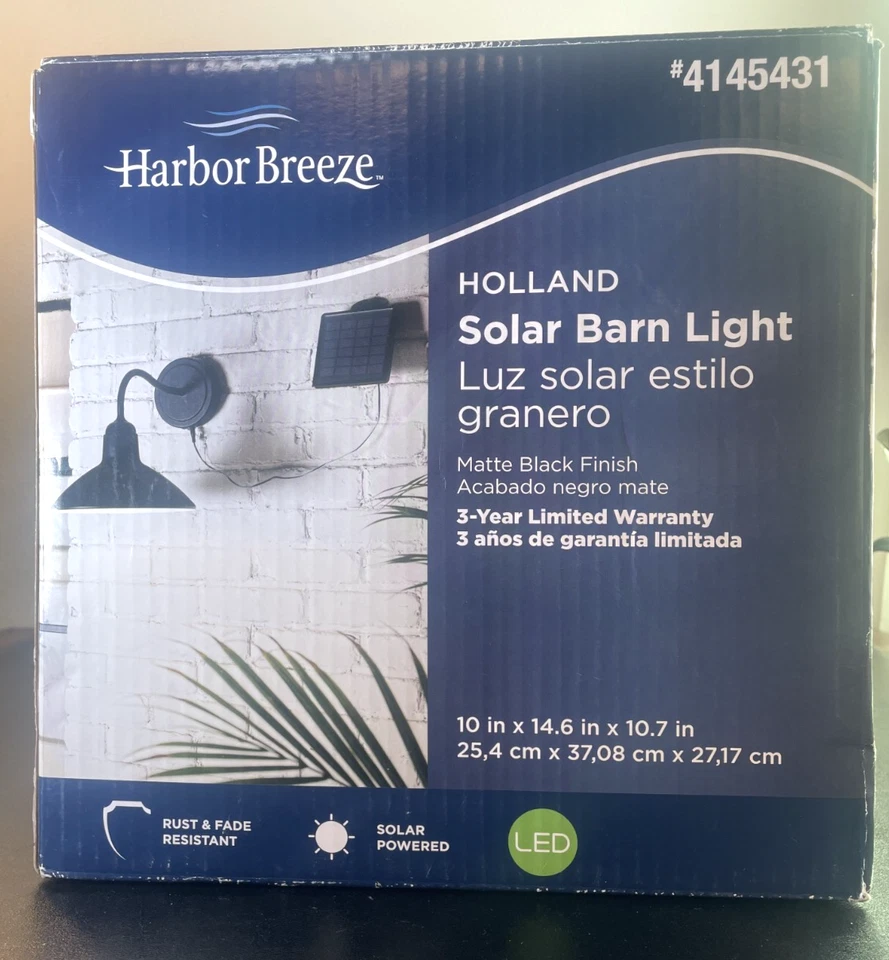 #4145431
Harbor Breeze™
HOLLAND
Solar Barn Light
Luz solar estilo
granero
Matte Black Finish
Acabado negro mate
3-Year Limited Warranty
3 años de garantía limitada
10 in x 14.6 in x 10.7 in
25,4 cm x 37,08 cm x 27,17 cm
RUST & FADE
RESISTANT
SOLAR
POWERED
LED